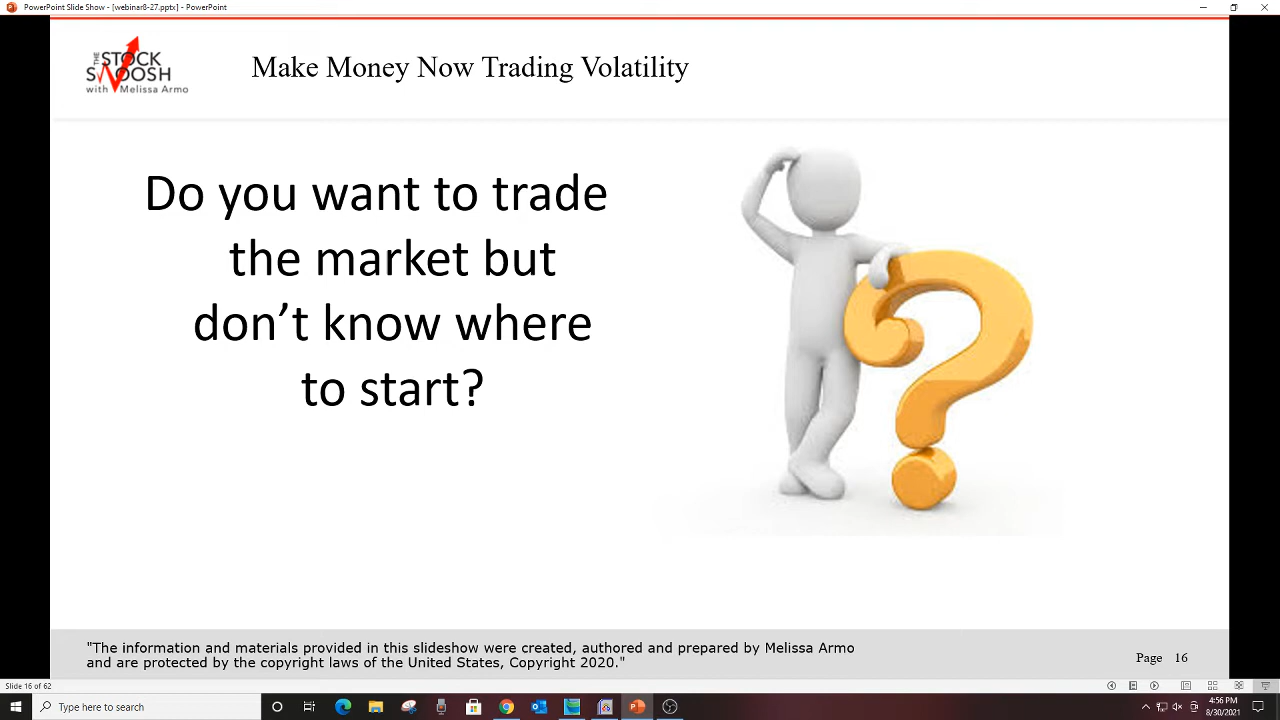 PowerPoint Slide Show - [webinar8-27.pptx] - PowerPoint
THE
STOCK
SWOOSH
with Melissa Armo
Make Money Now Trading Volatility
Do you want to trade
the market but
don’t know where
to start?
"The information and materials provided in this slideshow were created, authored and prepared by Melissa Armo
and are protected by the copyright laws of the United States, Copyright 2020."
Page 16
Slide 16 of 62
Type here to search
4:56 PM
8/30/2021